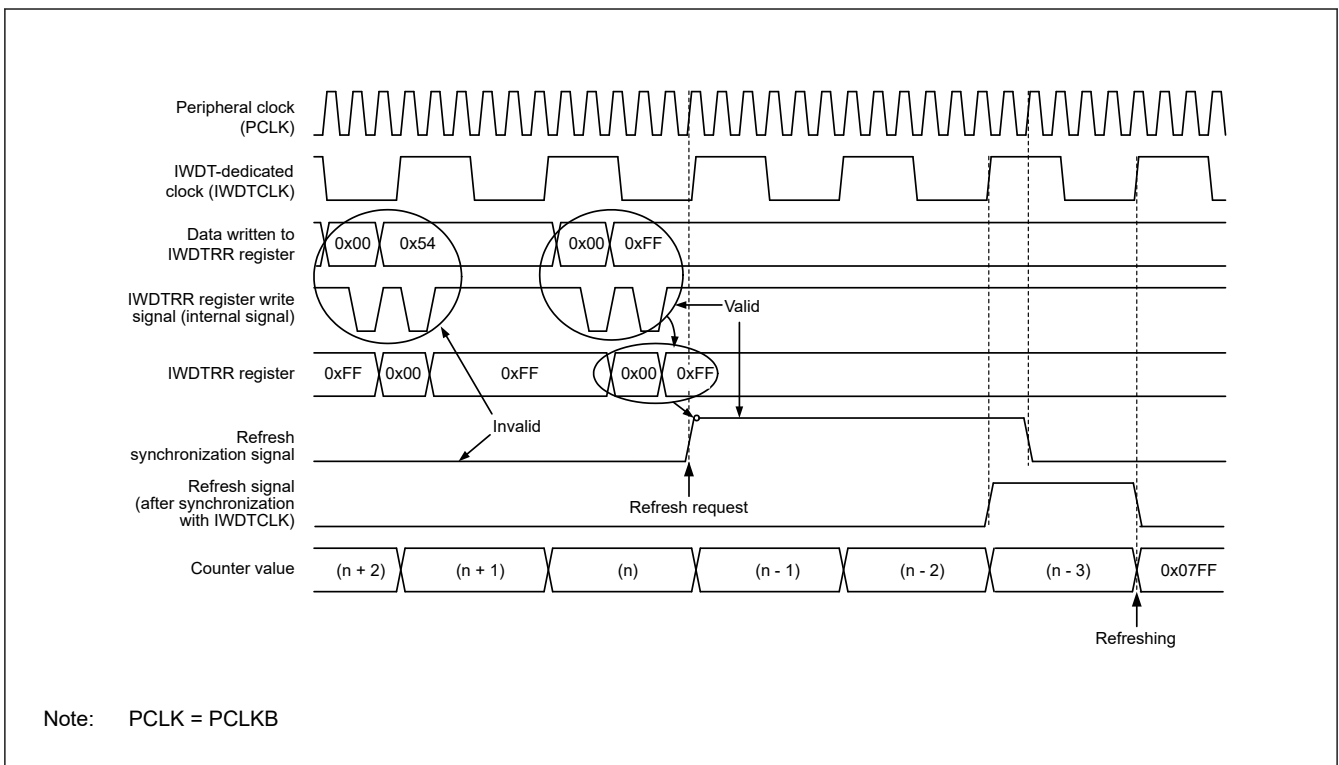 Peripheral clock
(PCLK)
IWDT-dedicated
clock (IWDTCLK)
Data written to
IWDTRR register
0x00 0x54 0x00 0xFF
IWDTRR register write
signal (internal signal)
Valid
IWDTRR register
0xFF 0x00 0xFF 0x00 0xFF
Invalid
Refresh
synchronization signal
Refresh request
Refresh signal
(after synchronization
with IWDTCLK)
Counter value
(n + 2) (n + 1) (n) (n - 1) (n - 2) (n - 3) 0x07FF
Refreshing
Note: PCLK = PCLKB